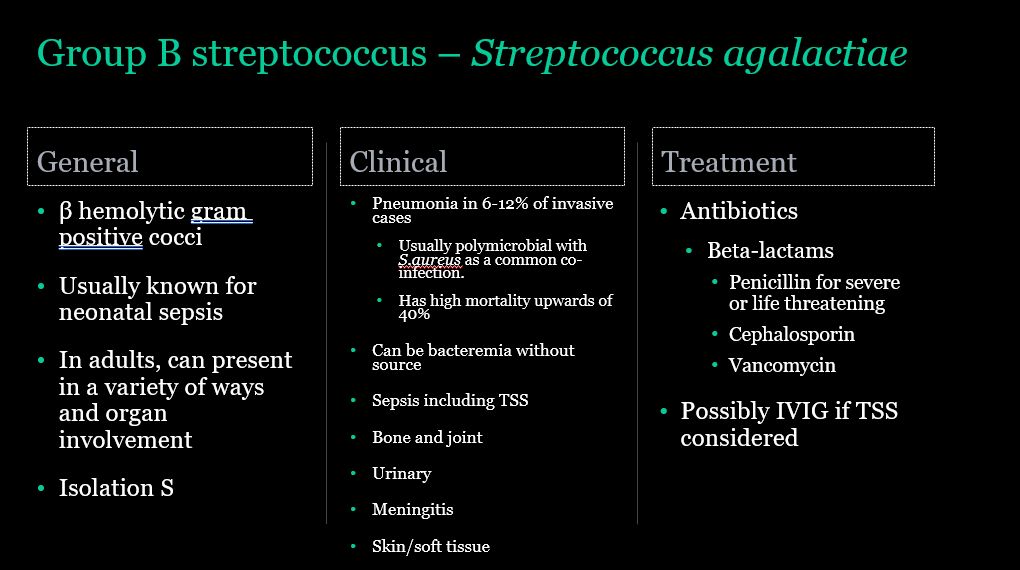 Group B streptococcus – Streptococcus agalactiae
General
• β hemolytic gram
positive cocci
• Usually known for
neonatal sepsis
• In adults, can present
in a variety of ways
and organ
involvement
• Isolation S
Clinical
• Pneumonia in 6-12% of invasive
cases
• Usually polymicrobial with
S.aureus as a common co-
infection.
• Has high mortality upwards of
40%
• Can be bacteremia without
source
• Sepsis including TSS
• Bone and joint
• Urinary
• Meningitis
• Skin/soft tissue
Treatment
• Antibiotics
• Beta-lactams
• Penicillin for severe
or life threatening
• Cephalosporin
• Vancomycin
• Possibly IVIG if TSS
considered